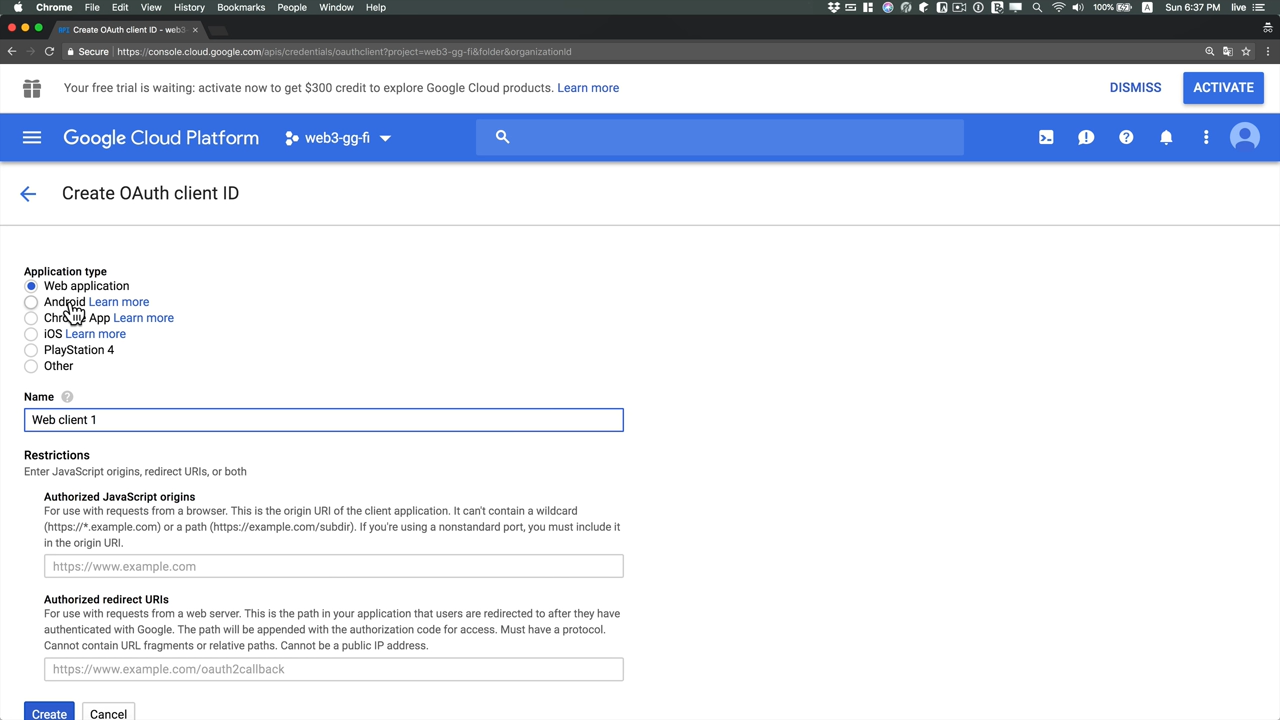 Chrome File Edit View History Bookmarks People Window Help 100% A Sun 6:37 PM live
Create OAuth client ID - web3
Secure https://console.cloud.google.com/apis/credentials/oauthclient?project=web3-gg-fi&folder&organizationId
Your free trial is waiting: activate now to get $300 credit to explore Google Cloud products. Learn more DISMISS ACTIVATE
Google Cloud Platform web3-gg-fi
Create OAuth client ID
Application type
Web application
Android Learn more
Chrome App Learn more
iOS Learn more
PlayStation 4
Other
Name ?
Web client 1
Restrictions
Enter JavaScript origins, redirect URIs, or both
Authorized JavaScript origins
For use with requests from a browser. This is the origin URI of the client application. It can't contain a wildcard
(https://*.example.com) or a path (https://example.com/subdir). If you're using a nonstandard port, you must include it
in the origin URI.
https://www.example.com
Authorized redirect URIs
For use with requests from a web server. This is the path in your application that users are redirected to after they have
authenticated with Google. The path will be appended with the authorization code for access. Must have a protocol.
Cannot contain URL fragments or relative paths. Cannot be a public IP address.
https://www.example.com/oauth2callback
Create Cancel